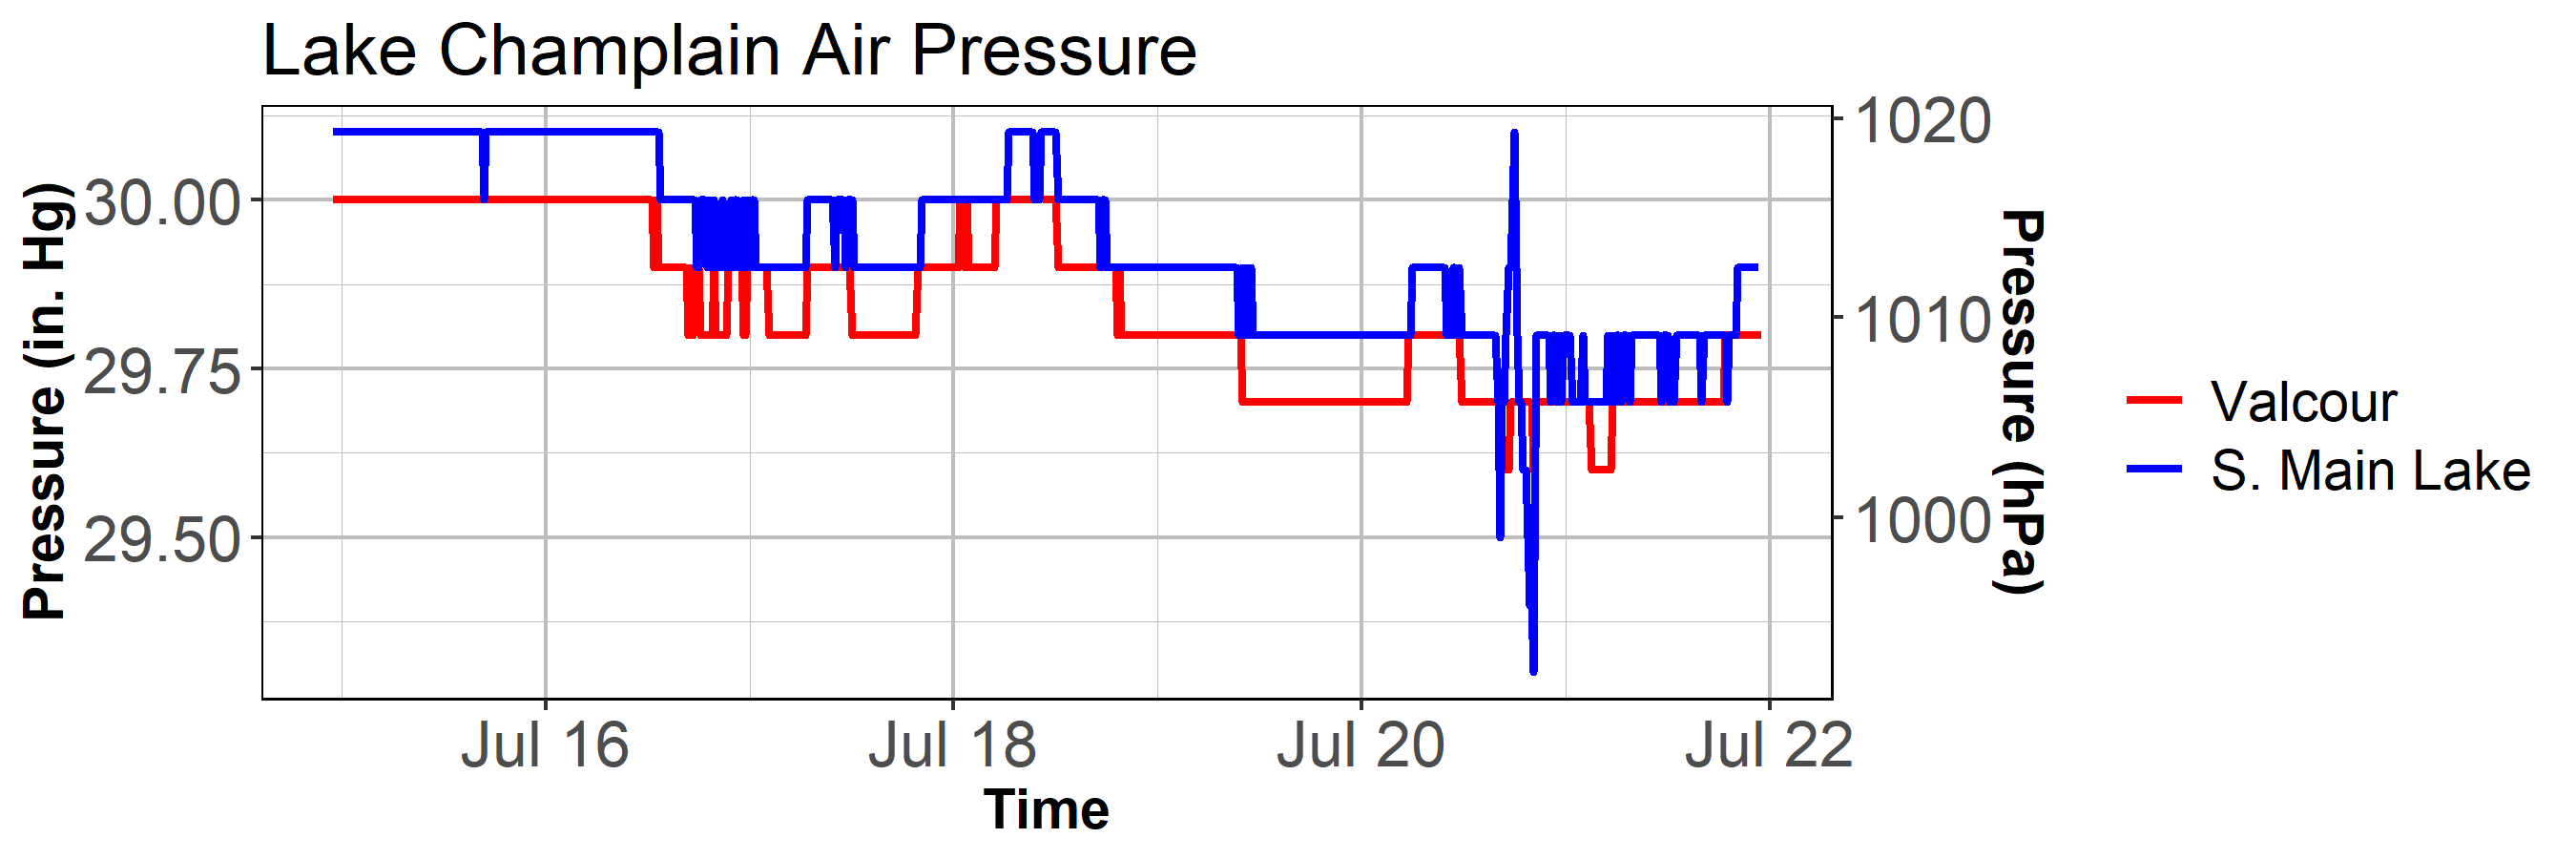 Lake Champlain Air Pressure
Pressure (in. Hg)
30.00
29.75
29.50
1020
1010
1000
Pressure (hPa)
Jul 16
Jul 18
Jul 20
Jul 22
Time
Valcour
S. Main Lake